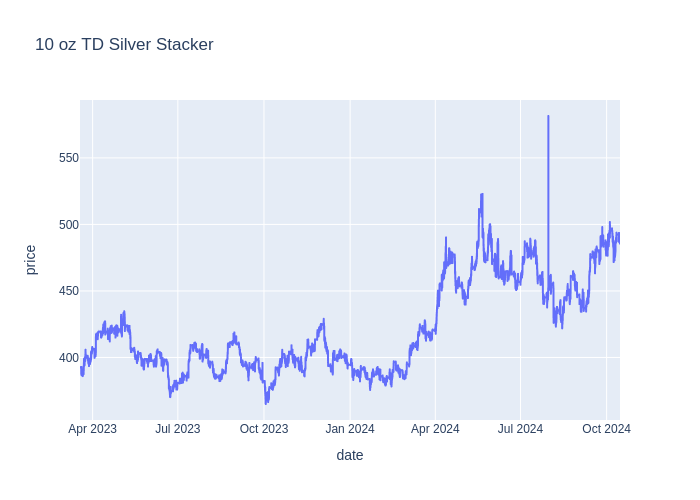 10 oz TD Silver Stacker
550
500
450
400
price
Apr 2023
Jul 2023
Oct 2023
Jan 2024
Apr 2024
Jul 2024
Oct 2024
date